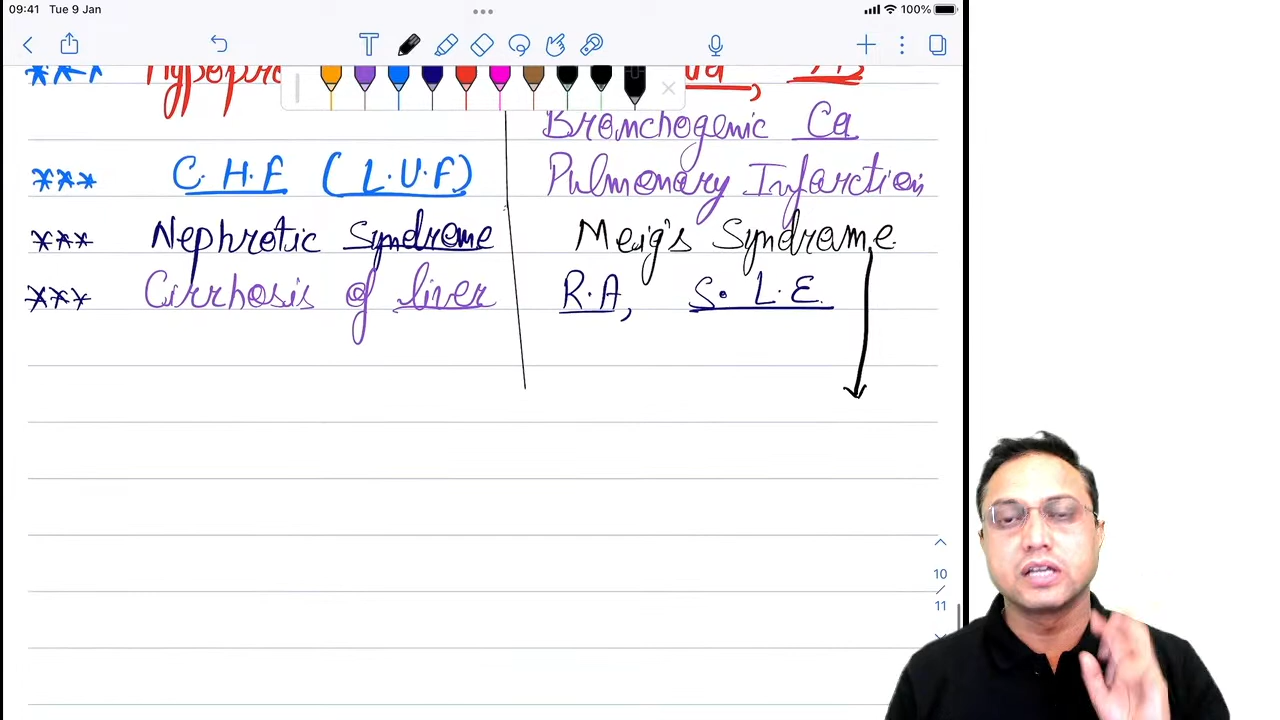 09:41 Tue 9 Jan 100%
T
***
Bronchogenic Ca
*** C.H.F (L.V.F) Pulmonary Infarction
*** Nephrotic Syndrome Meig's Syndrome
*** Cirrhosis of liver R.A, S.L.E.
10
/
11